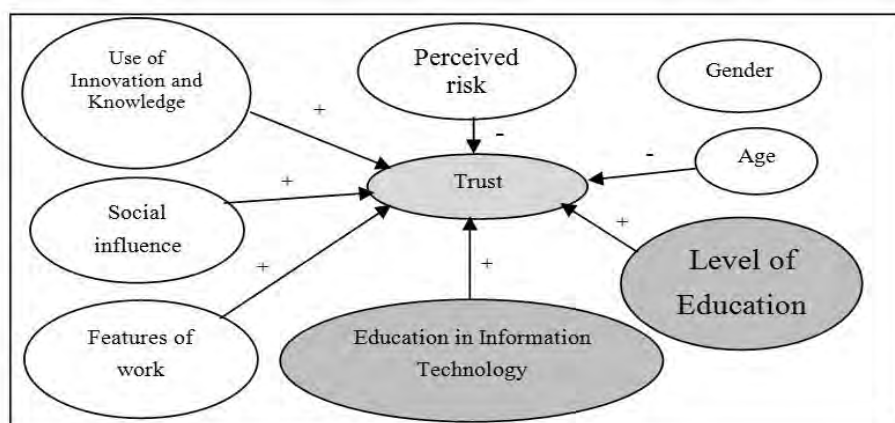 Use of
Innovation and
Knowledge
Perceived
risk
Gender
+
-
-
Age
Trust
+
Social
influence
+
Level of
Education
+
+
Features of
work
Education in Information
Technology